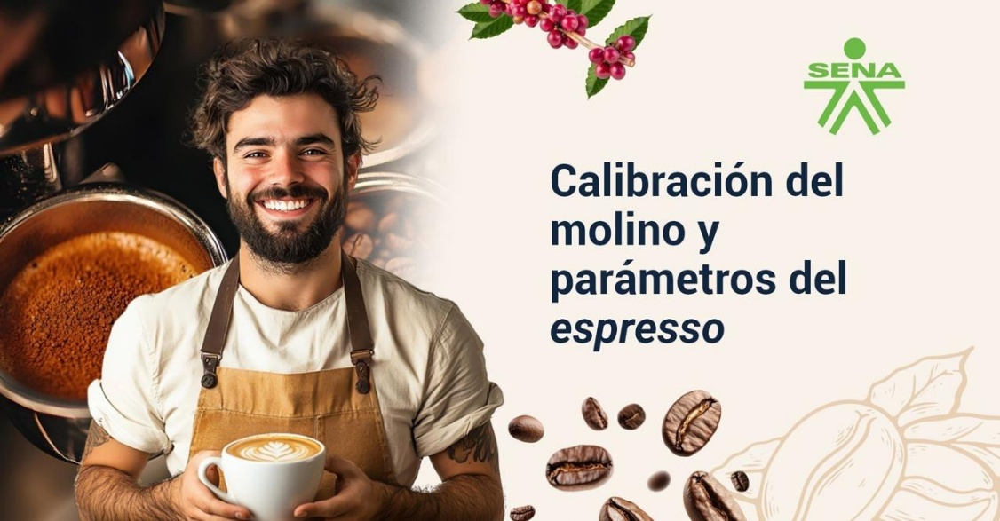 SENA
Calibración del
molino y
parámetros del
espresso